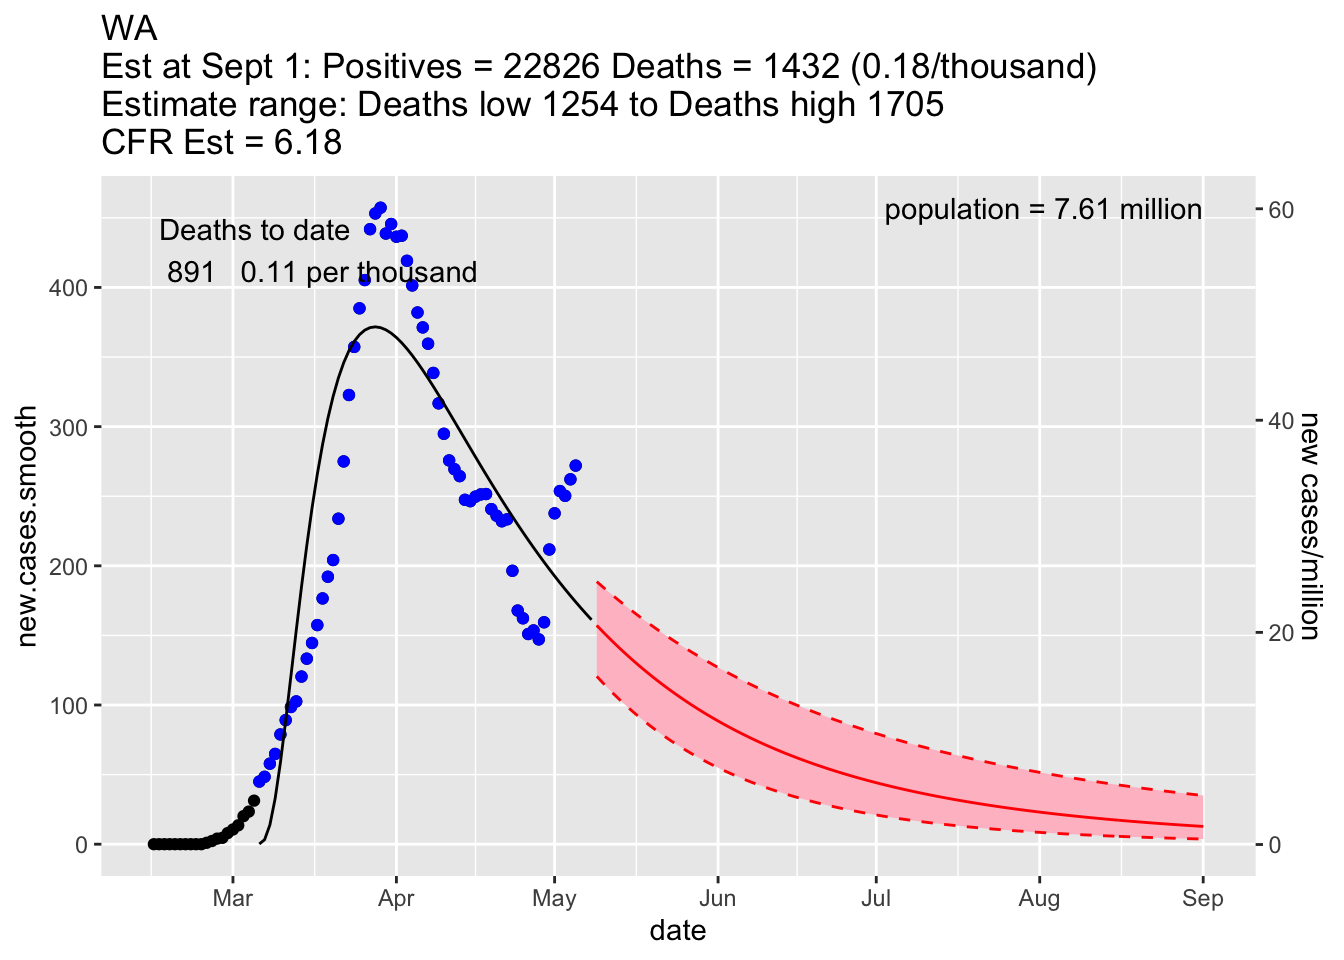 WA
Est at Sept 1: Positives = 22826 Deaths = 1432 (0.18/thousand)
Estimate range: Deaths low 1254 to Deaths high 1705
CFR Est = 6.18
Deaths to date
891 0.11 per thousand
population = 7.61 million
new.cases.smooth
400
300
200
100
0
60
40
20
0
new cases/million
Mar Apr May Jun Jul Aug Sep
date